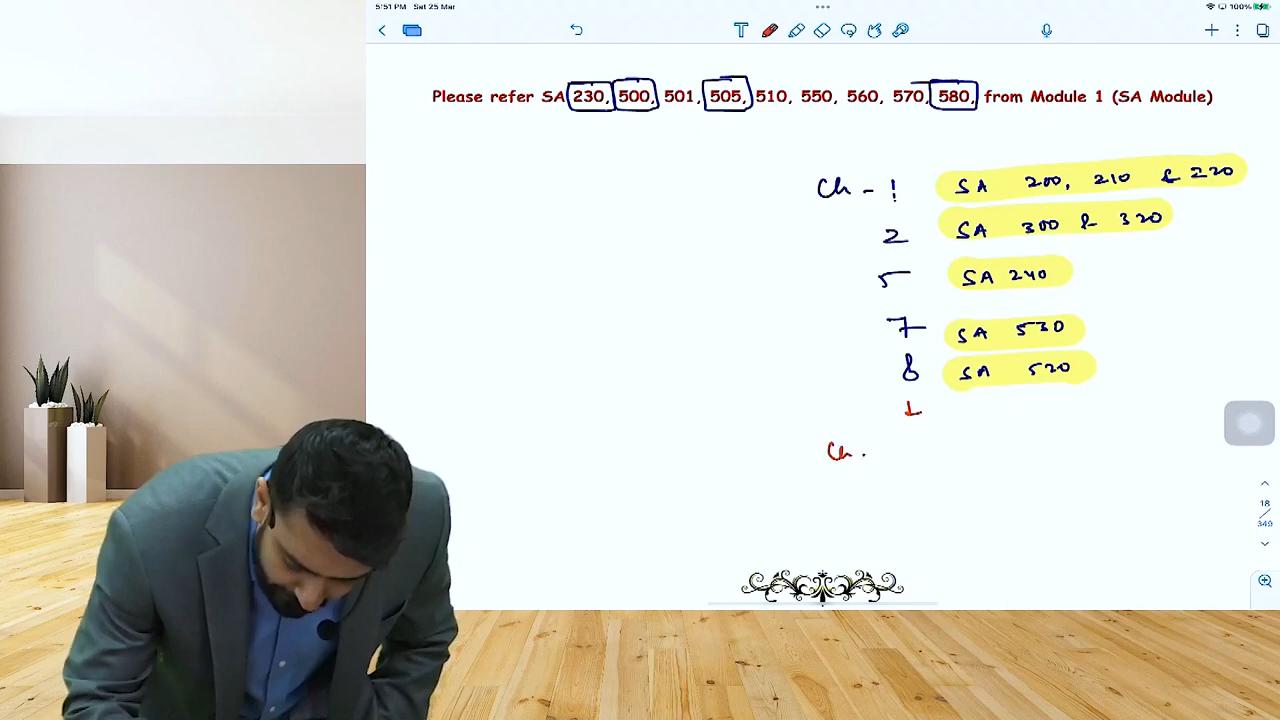 5:51 PM Sat 25 Mar
100%
T
Please refer SA 230, 500, 501, 505, 510, 550, 560, 570, 580, from Module 1 (SA Module)
Ch - 1 SA 200, 210 & 220
2 SA 300 & 320
5 SA 240
7 SA 530
8 SA 520
Ch.
18
349